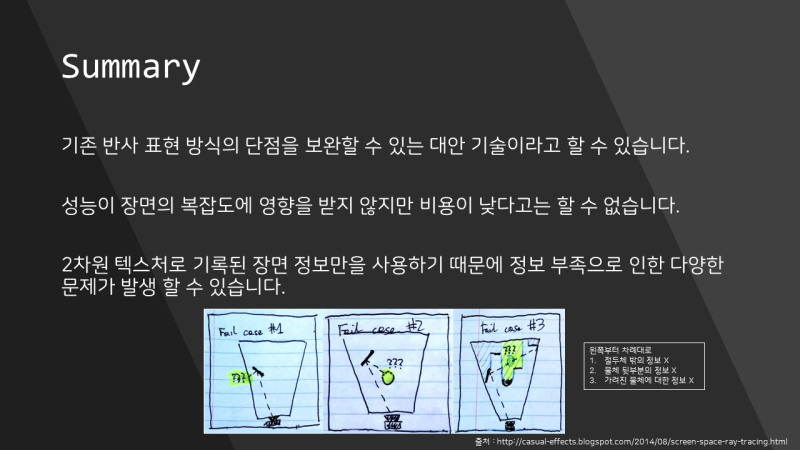 Summary
기존 반사 표현 방식의 단점을 보완할 수 있는 대안 기술이라고 할 수 있습니다.
성능이 장면의 복잡도에 영향을 받지 않지만 비용이 낮다고는 할 수 없습니다.
2차원 텍스처로 기록된 장면 정보만을 사용하기 때문에 정보 부족으로 인한 다양한
문제가 발생 할 수 있습니다.
Fail case #1
???
Fail case #2
???
Fail case #3
???
왼쪽부터 차례대로
1. 절두체 밖의 정보 X
2. 물체 뒷부분의 정보 X
3. 가려진 물체에 대한 정보 X
출처 : http://casual-effects.blogspot.com/2014/08/screen-space-ray-tracing.html